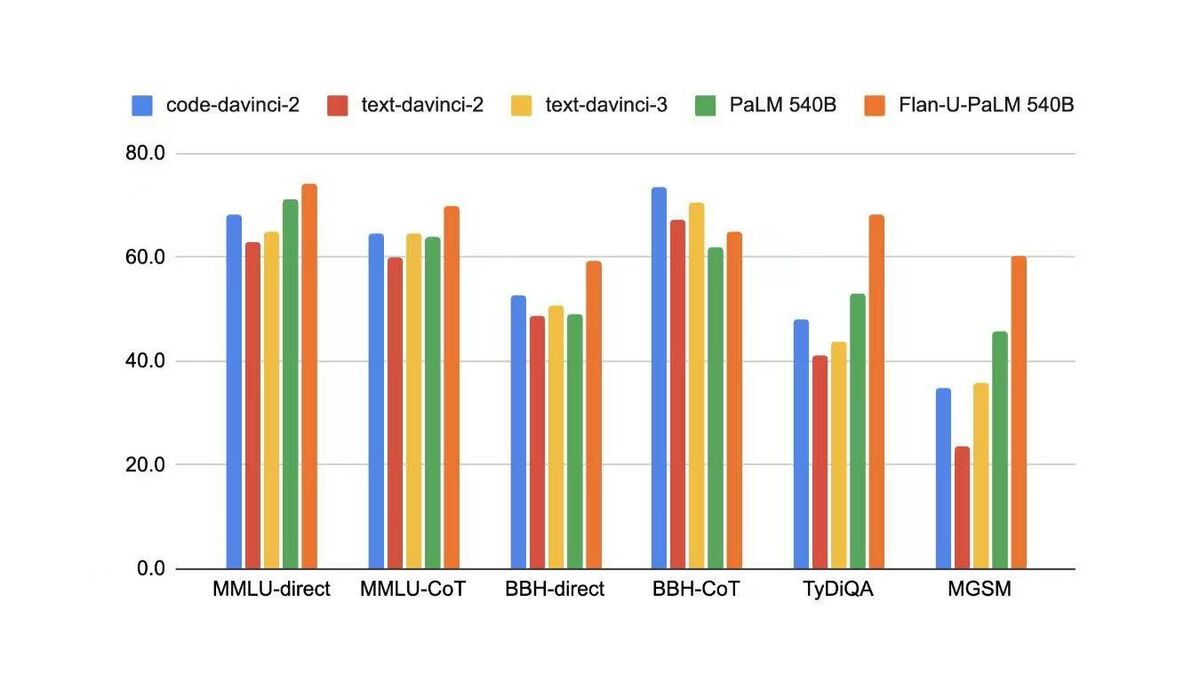 code-davinci-2 text-davinci-2 text-davinci-3 PaLM 540B Flan-U-PaLM 540B
80.0
60.0
40.0
20.0
0.0
MMLU-direct MMLU-CoT BBH-direct BBH-CoT TyDiQA MGSM